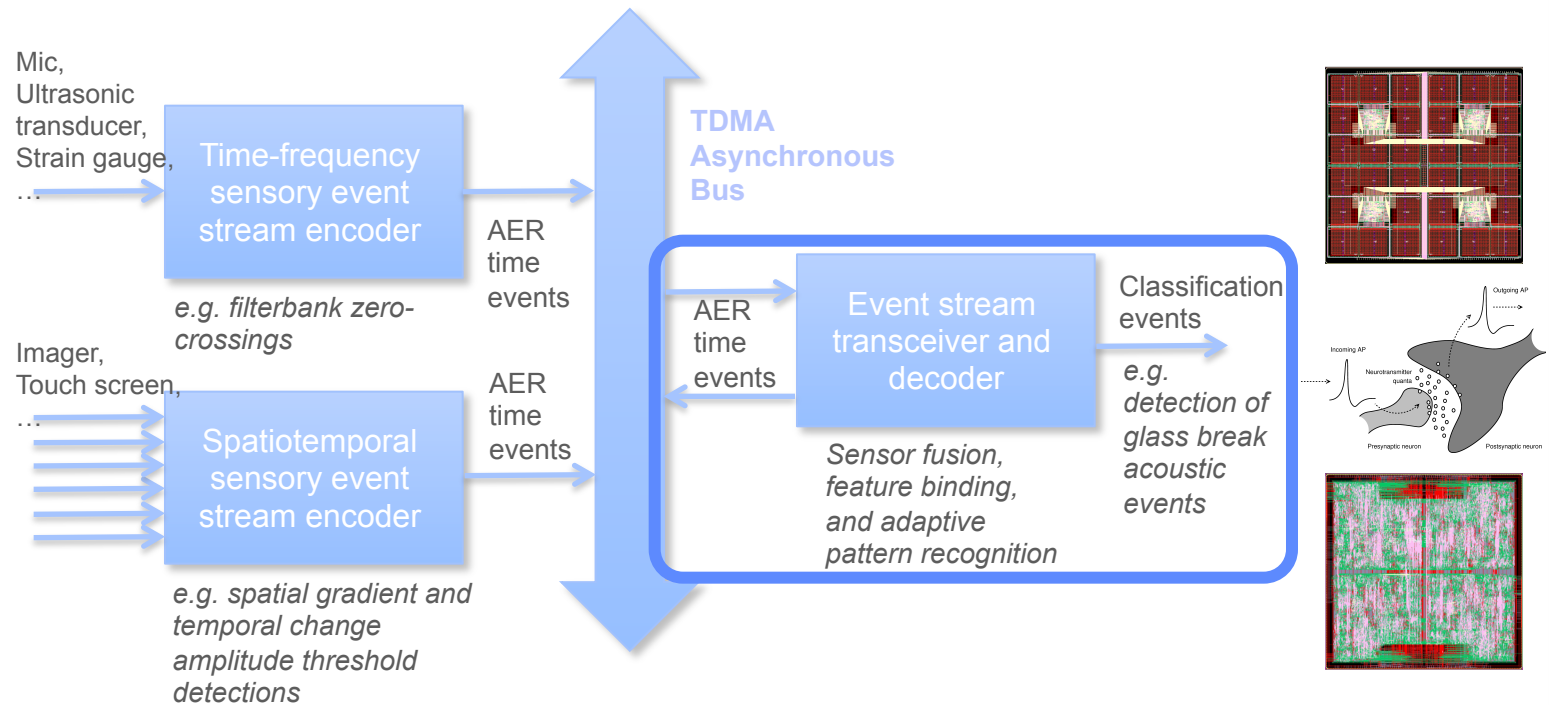 Mic,
Ultrasonic
transducer,
Strain gauge,
…
Time-frequency
sensory event
stream encoder
e.g. filterbank zero-
crossings
AER
time
events
Imager,
Touch screen,
…
Spatiotemporal
sensory event
stream encoder
e.g. spatial gradient and
temporal change
amplitude threshold
detections
AER
time
events
TDMA
Asynchronous
Bus
AER
time
events
Event stream
transceiver and
decoder
Sensor fusion,
feature binding,
and adaptive
pattern recognition
Classification
events
e.g.
detection of
glass break
acoustic
events
Outgoing AP
Incoming AP
Neurotransmitter
quanta
Presynaptic neuron
Postsynaptic neuron